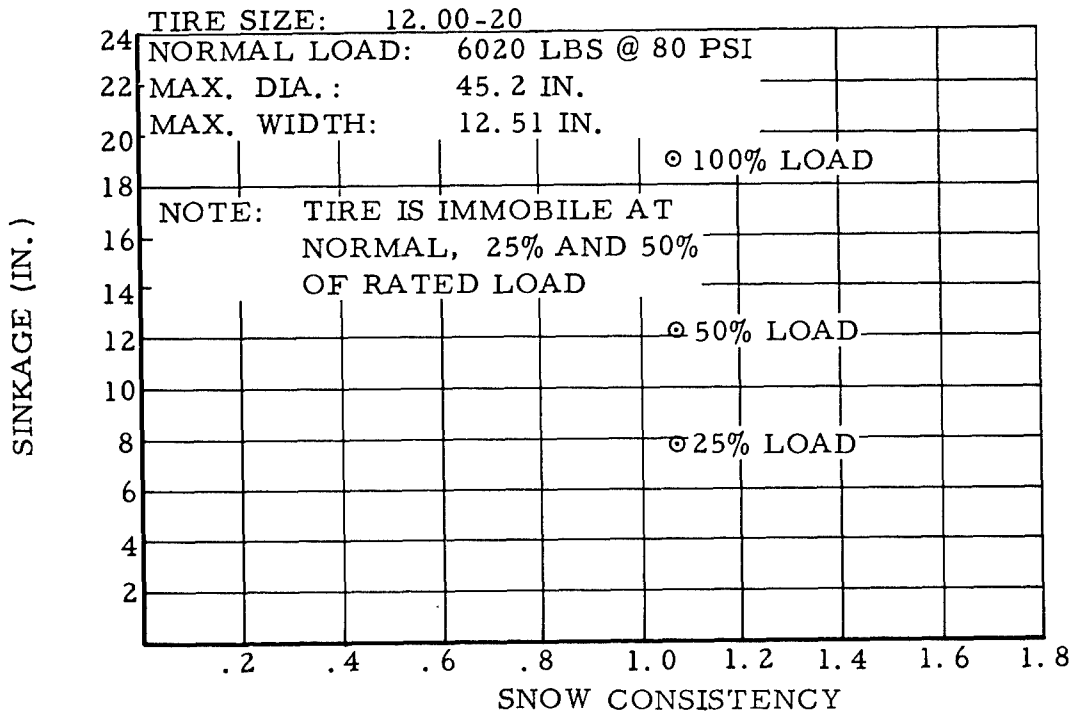 TIRE SIZE: 12.00-20
NORMAL LOAD: 6020 LBS @ 80 PSI
MAX. DIA.: 45.2 IN.
MAX. WIDTH: 12.51 IN.
100% LOAD
NOTE: TIRE IS IMMOBILE AT
NORMAL, 25% AND 50%
OF RATED LOAD
50% LOAD
25% LOAD
SINKAGE (IN.)
24
22
20
18
16
14
12
10
8
6
4
2
.2 .4 .6 .8 1.0 1.2 1.4 1.6 1.8
SNOW CONSISTENCY